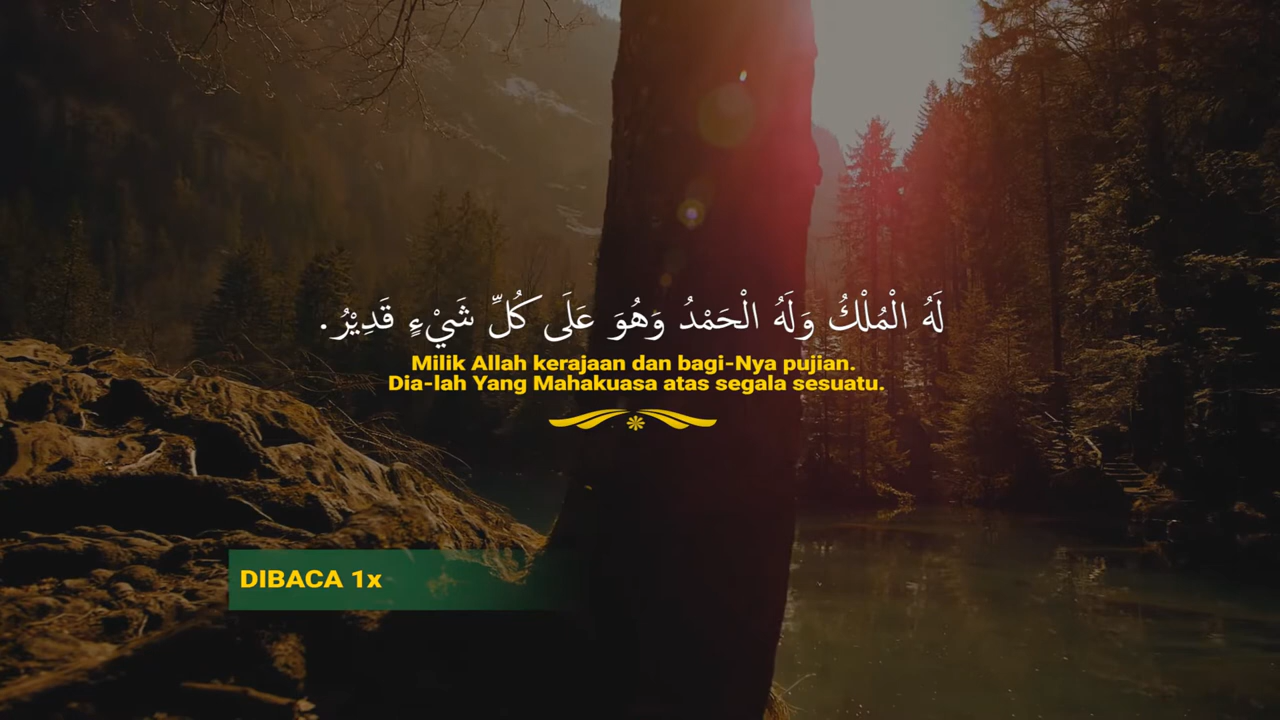 لَهُ الْمُلْكُ وَلَهُ الْحَمْدُ وَهُوَ عَلَى كُلِّ شَيْءٍ قَدِيْرُ.
Milik Allah kerajaan dan bagi-Nya pujian.
Dia-lah Yang Mahakuasa atas segala sesuatu.
DIBACA 1x